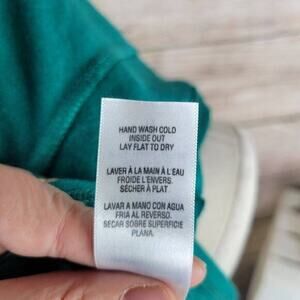 HAND WASH COLD
INSIDE OUT
LAY FLAT TO DRY
LAVER À LA MAIN À L'EAU
FROIDE L'ENVERS.
SÉCHER À PLAT
LAVAR A MANO CON AGUA
FRIA AL REVERSO.
SECAR SOBRE SUPERFICIE
PLANA.